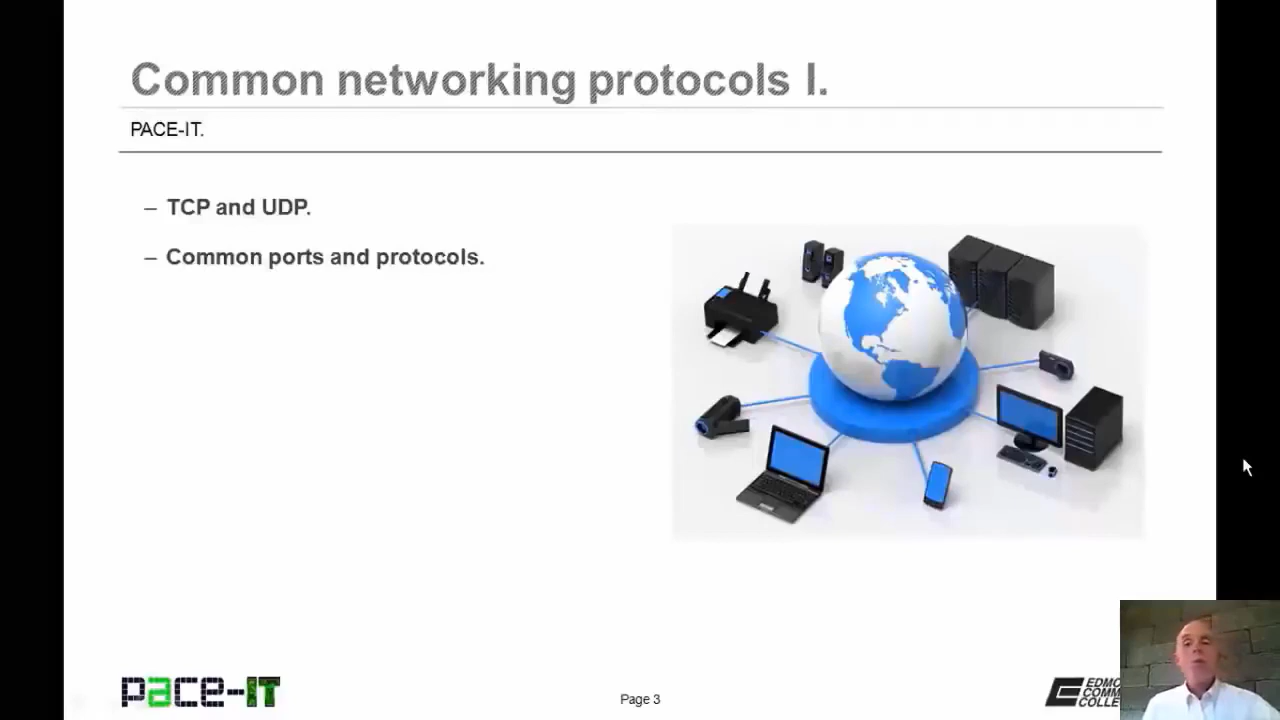 Common networking protocols I.
PACE-IT.
– TCP and UDP.
– Common ports and protocols.
pace-IT
Page 3